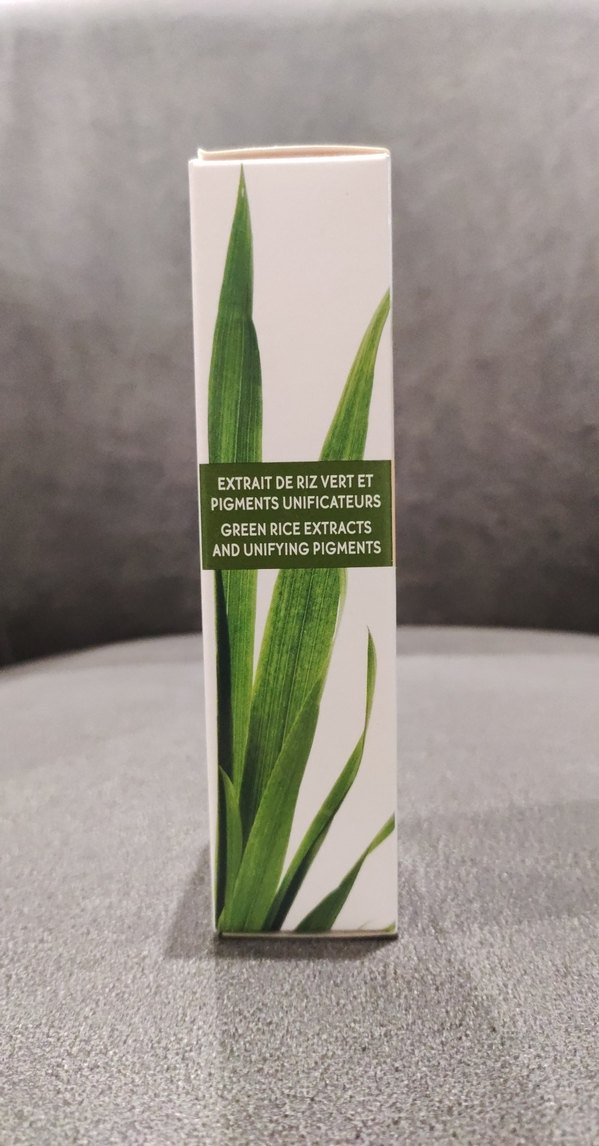 EXTRAIT DE RIZ VERT ET
PIGMENTS UNIFICATEURS
GREEN RICE EXTRACTS
AND UNIFYING PIGMENTS